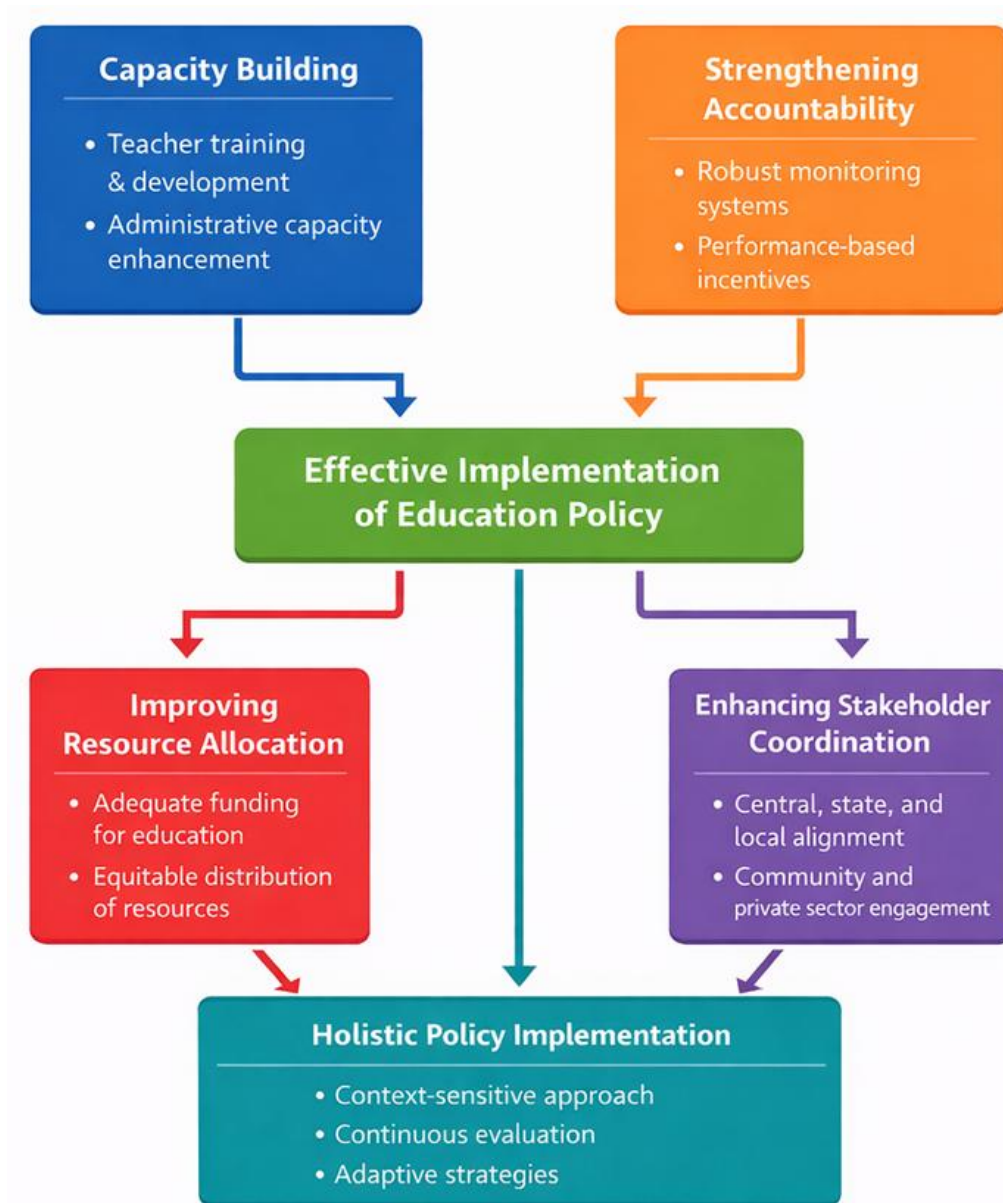 Capacity Building
• Teacher training
& development
• Administrative capacity
enhancement
Strengthening
Accountability
• Robust monitoring
systems
• Performance-based
incentives
Effective Implementation
of Education Policy
Improving
Resource Allocation
• Adequate funding
for education
• Equitable distribution
of resources
Enhancing Stakeholder
Coordination
• Central, state, and
local alignment
• Community and
private sector engagement
Holistic Policy Implementation
• Context-sensitive approach
• Continuous evaluation
• Adaptive strategies